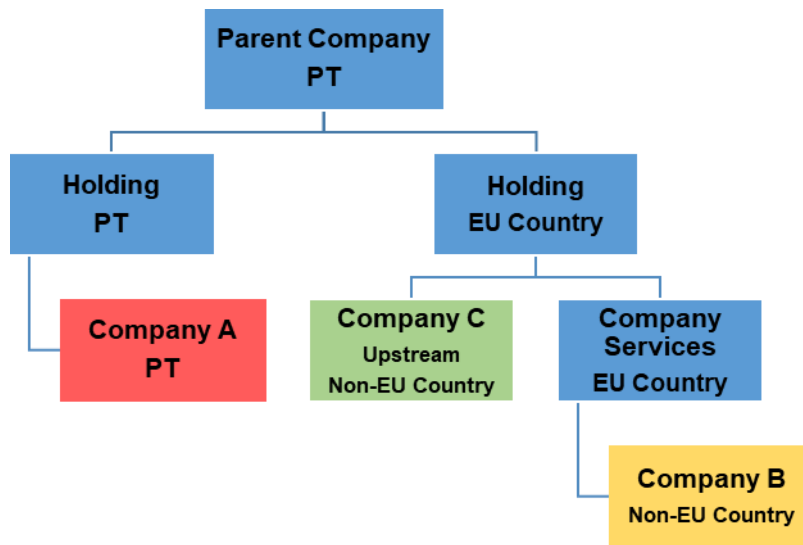 Parent Company
PT
Holding
PT
Holding
EU Country
Company A
PT
Company C
Upstream
Non-EU Country
Company
Services
EU Country
Company B
Non-EU Country